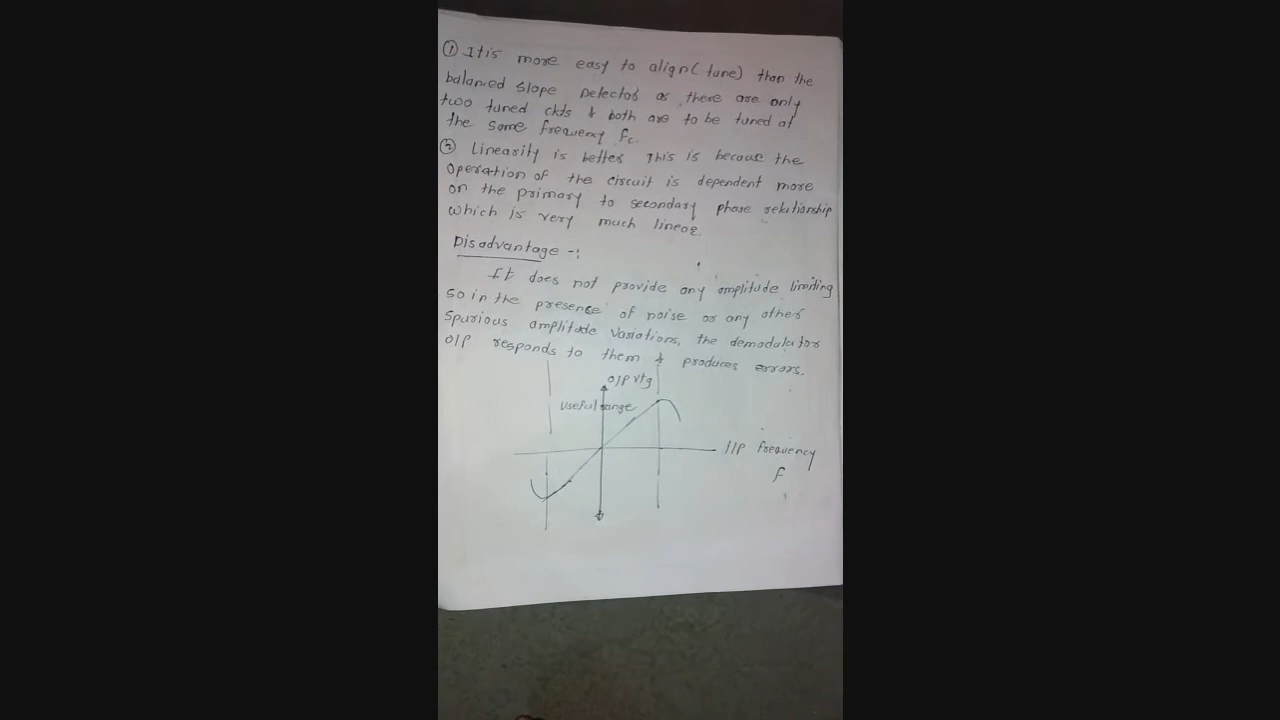 ① It is more easy to align (tune) than the
balanced slope Detector as there are only
two tuned ckts & both are to be tuned at
the same frequency fc.
② Linearity is better This is because the
operation of the circuit is dependent more
on the primary to secondary phase relationship
which is very much linear.
Disadvantage -:
It does not provide any amplitude limiting
so in the presence of noise or any other
spurious amplitude variations, the demodulator
O/P responds to them & produces errors.
O/P vtg
Useful range
I/P frequency
f